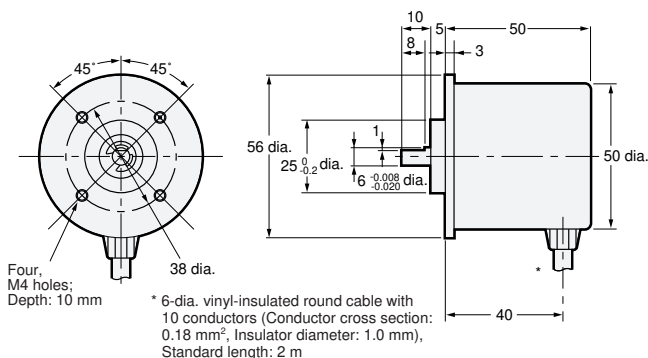 45˚ 45˚
10 50
5
8 3
1
56 dia.
25 0 -0.2 dia.
6 -0.008 -0.020 dia.
50 dia.
Four,
M4 holes;
Depth: 10 mm
38 dia.
*
40
* 6-dia. vinyl-insulated round cable with
10 conductors (Conductor cross section:
0.18 mm², Insulator diameter: 1.0 mm),
Standard length: 2 m